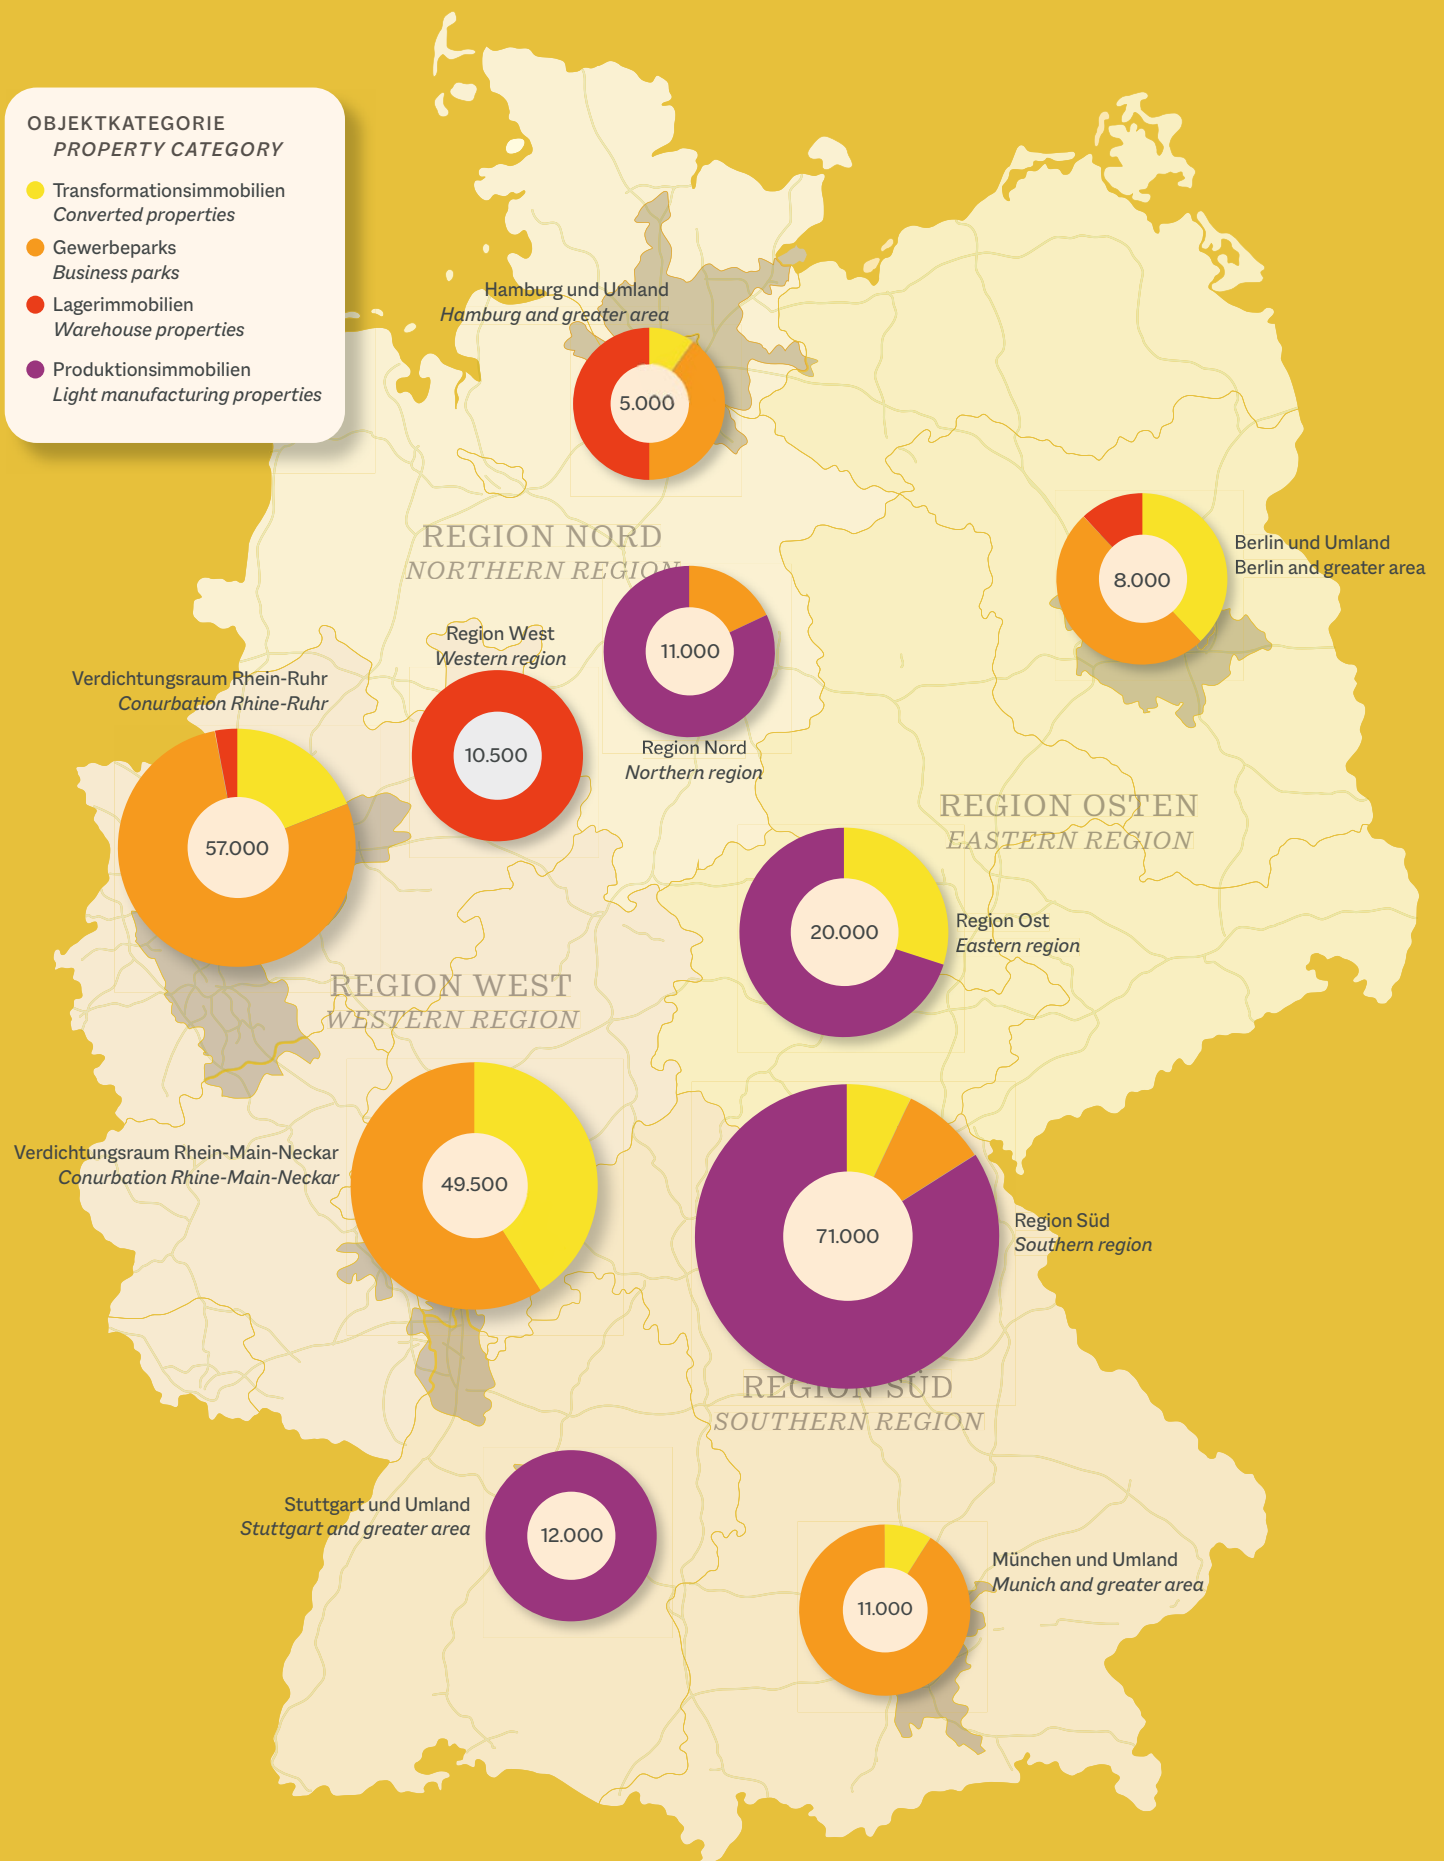 OBJEKTKATEGORIE
PROPERTY CATEGORY
Transformationsimmobilien
Converted properties
Gewerbeparks
Business parks
Lagerimmobilien
Warehouse properties
Produktionsimmobilien
Light manufacturing properties
Hamburg und Umland
Hamburg and greater area
5.000
REGION NORD
NORTHERN REGION
Berlin und Umland
Berlin and greater area
8.000
11.000
Region Nord
Northern region
Region West
Western region
10.500
Verdichtungsraum Rhein-Ruhr
Conurbation Rhine-Ruhr
57.000
REGION OSTEN
EASTERN REGION
20.000
Region Ost
Eastern region
REGION WEST
WESTERN REGION
Verdichtungsraum Rhein-Main-Neckar
Conurbation Rhine-Main-Neckar
49.500
71.000
Region Süd
Southern region
REGION SÜD
SOUTHERN REGION
Stuttgart und Umland
Stuttgart and greater area
12.000
München und Umland
Munich and greater area
11.000